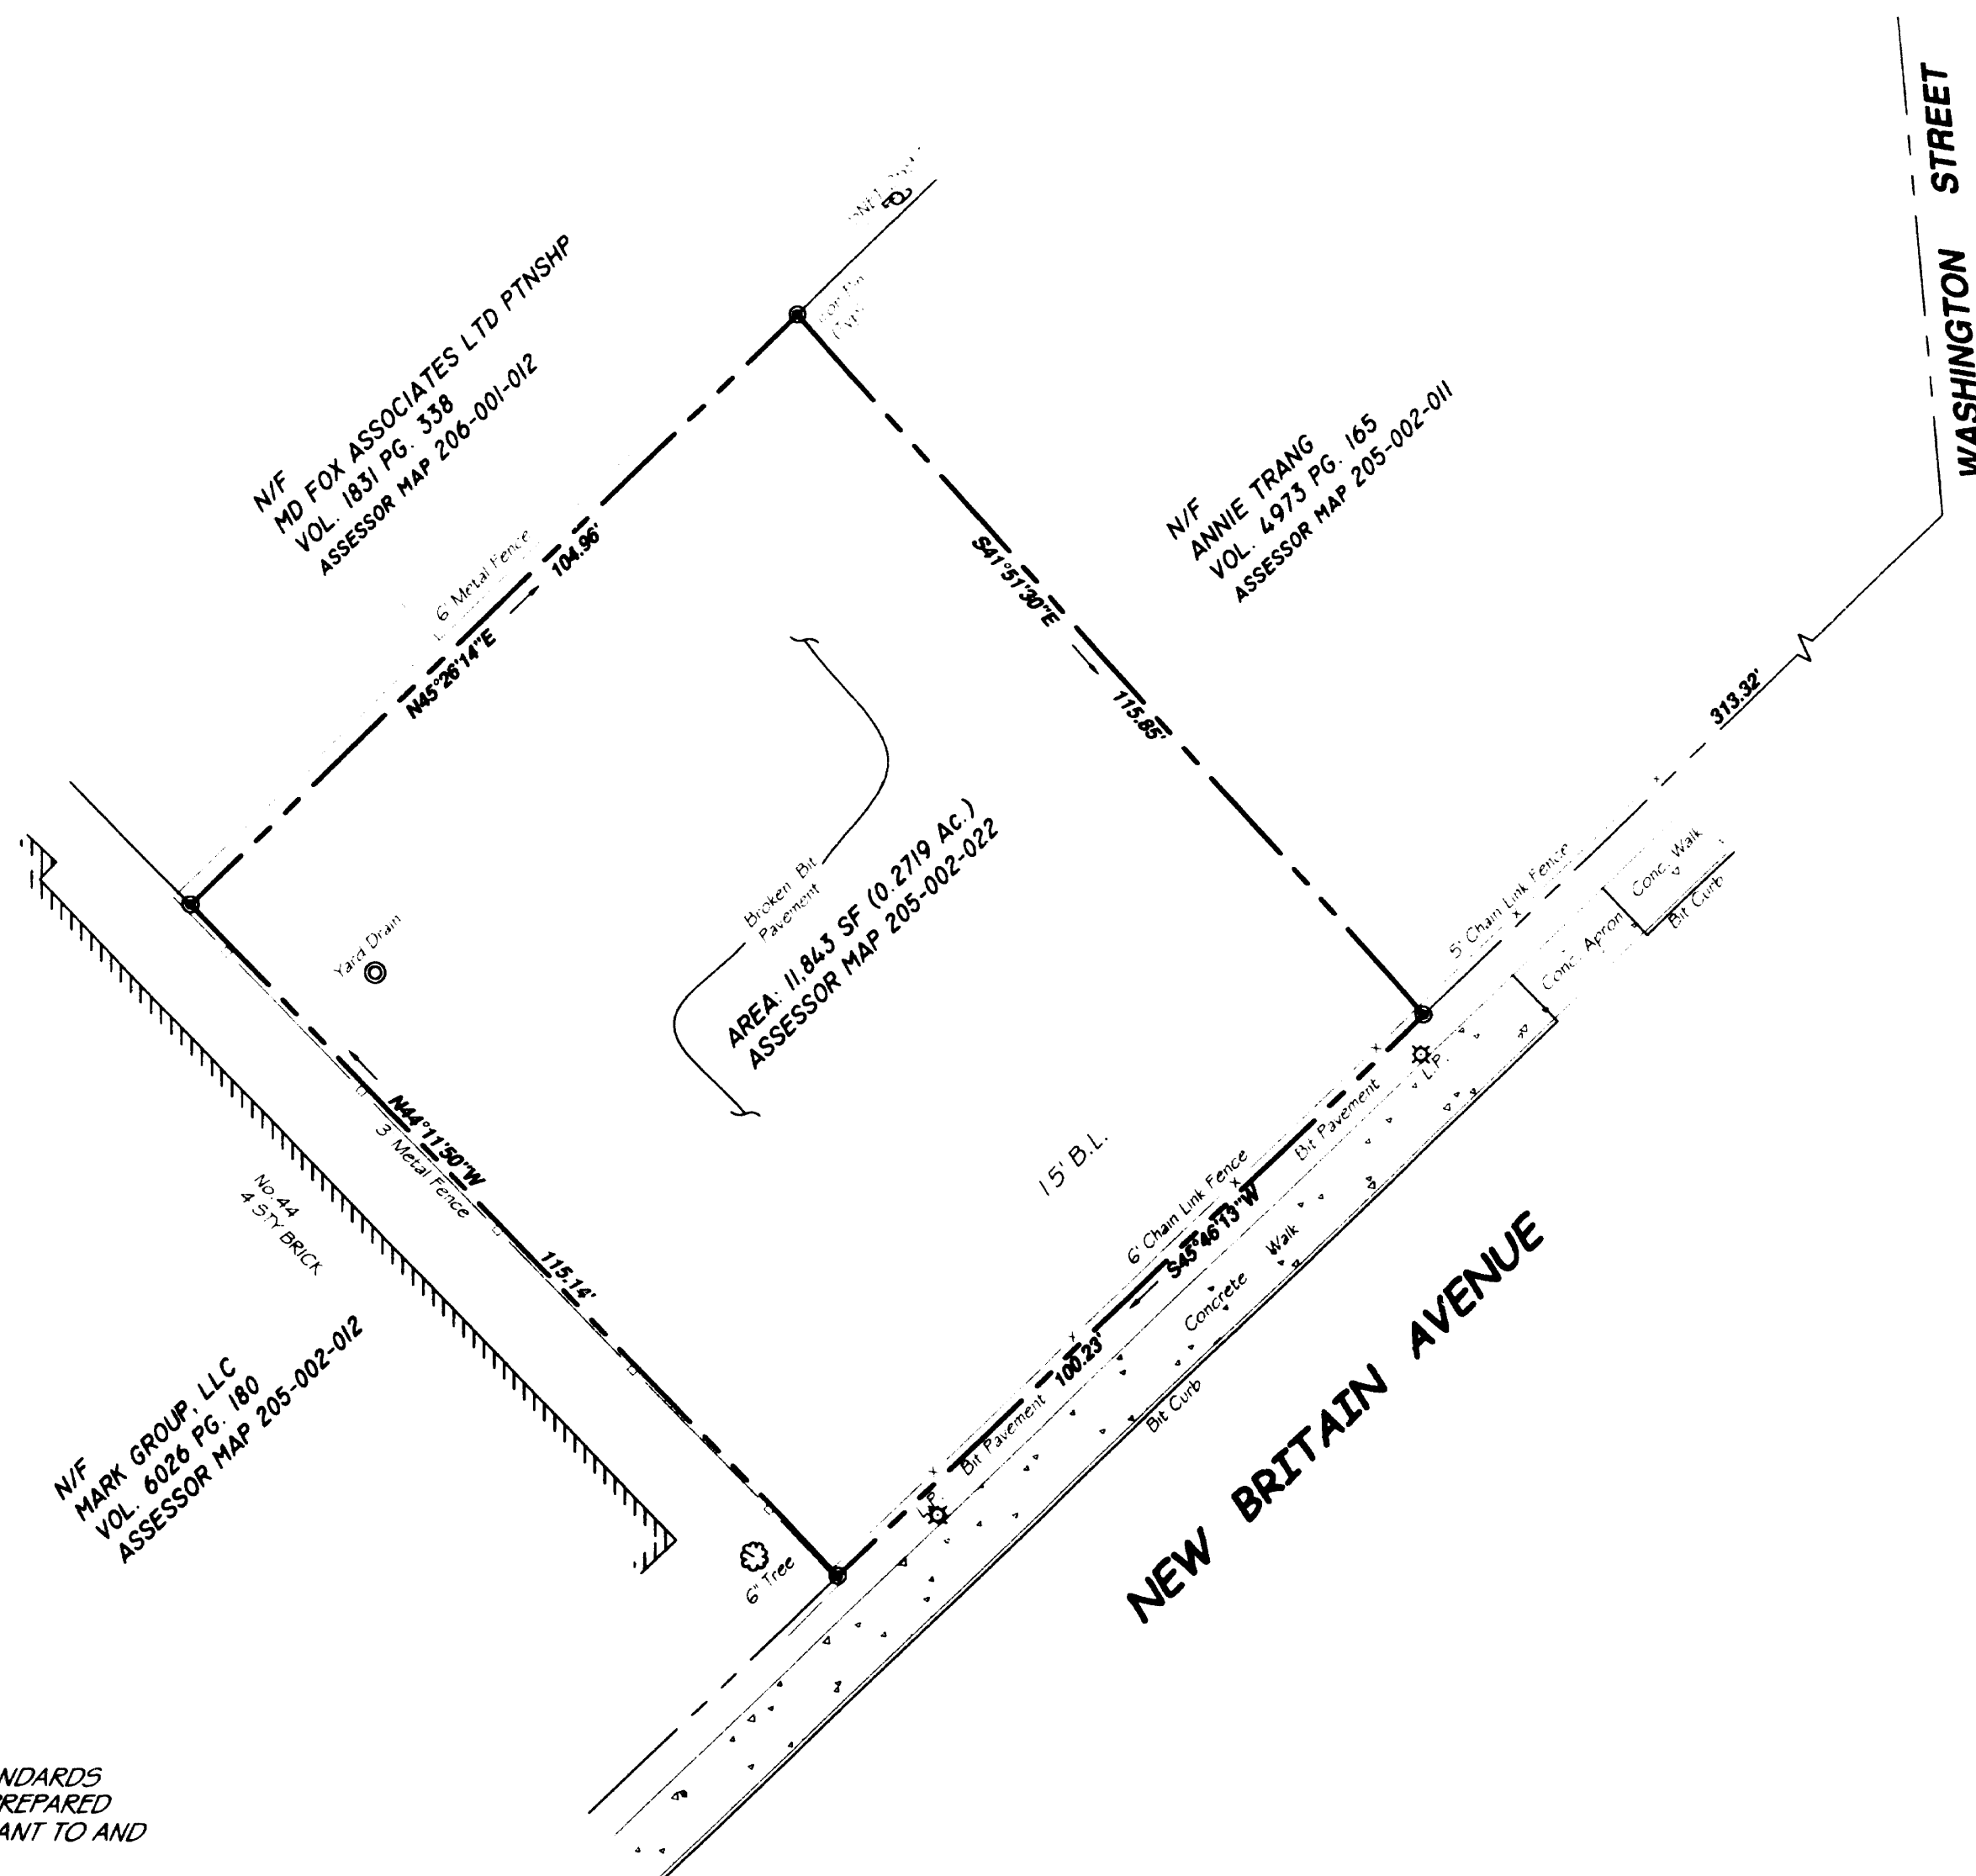 WASHINGTON STREET
N/F
MD FOX ASSOCIATES LTD PTNSHP
VOL. 1831 PG. 338
ASSESSOR MAP 206-001-012
6' Metal Fence
N45°26'14"E
104.96'
S41°51'30"E
115.85'
N/F
ANNIE TRANG
VOL. 4973 PG. 165
ASSESSOR MAP 205-002-011
313.32'
Broken Bit
Pavement
AREA: 11,843 SF (0.2719 AC.)
ASSESSOR MAP 205-002-022
Yard Drain
5' Chain Link Fence
Conc. Walk
Bit Curb
Conc. Apron
L.P.
Bit Pavement
15' B.L.
N44°11'50"W
3' Metal Fence
115.14'
No.44
4 STY BRICK
6' Chain Link Fence
S45°46'13"W
100.23'
Concrete Walk
Bit Curb
Bit Pavement
L.P.
NEW BRITAIN AVENUE
N/F
MARK GROUP, LLC
VOL. 6026 PG. 180
ASSESSOR MAP 205-002-012
6" Tree
NDARDS
REPARED
ANT TO AND